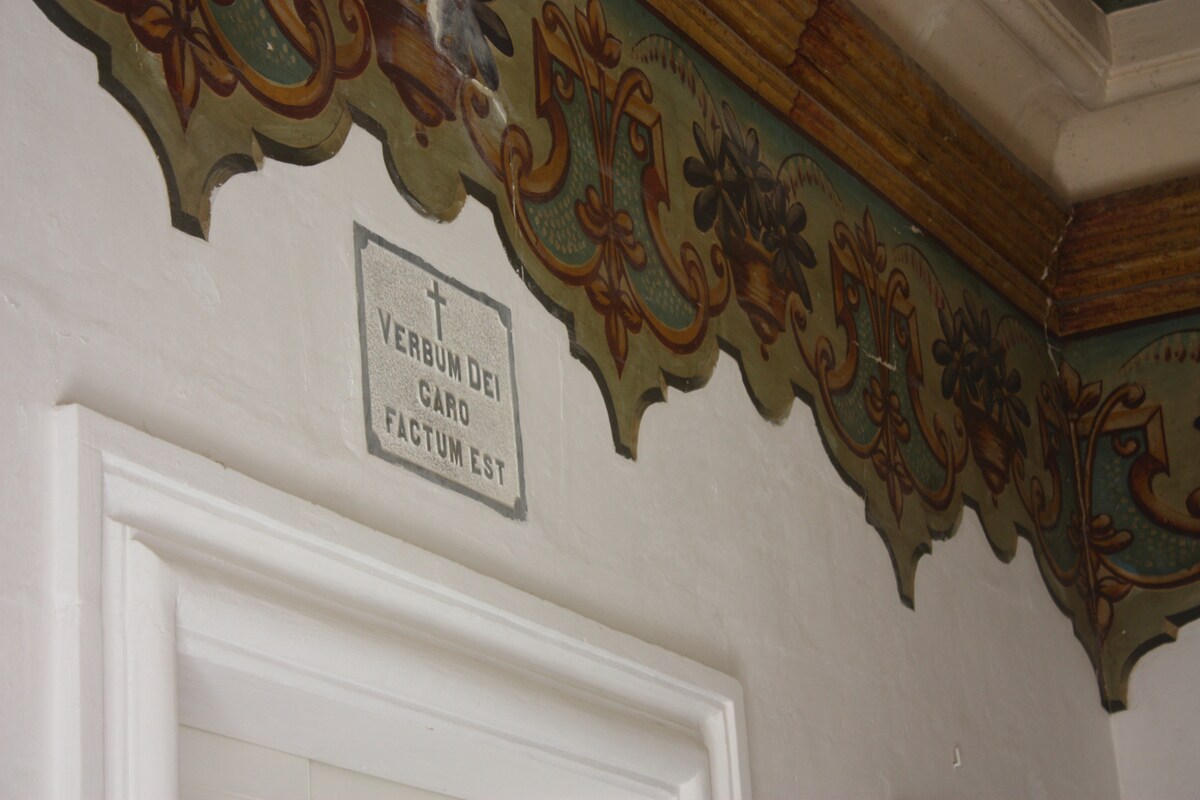 VERBUM DEI
CARO
FACTUM EST